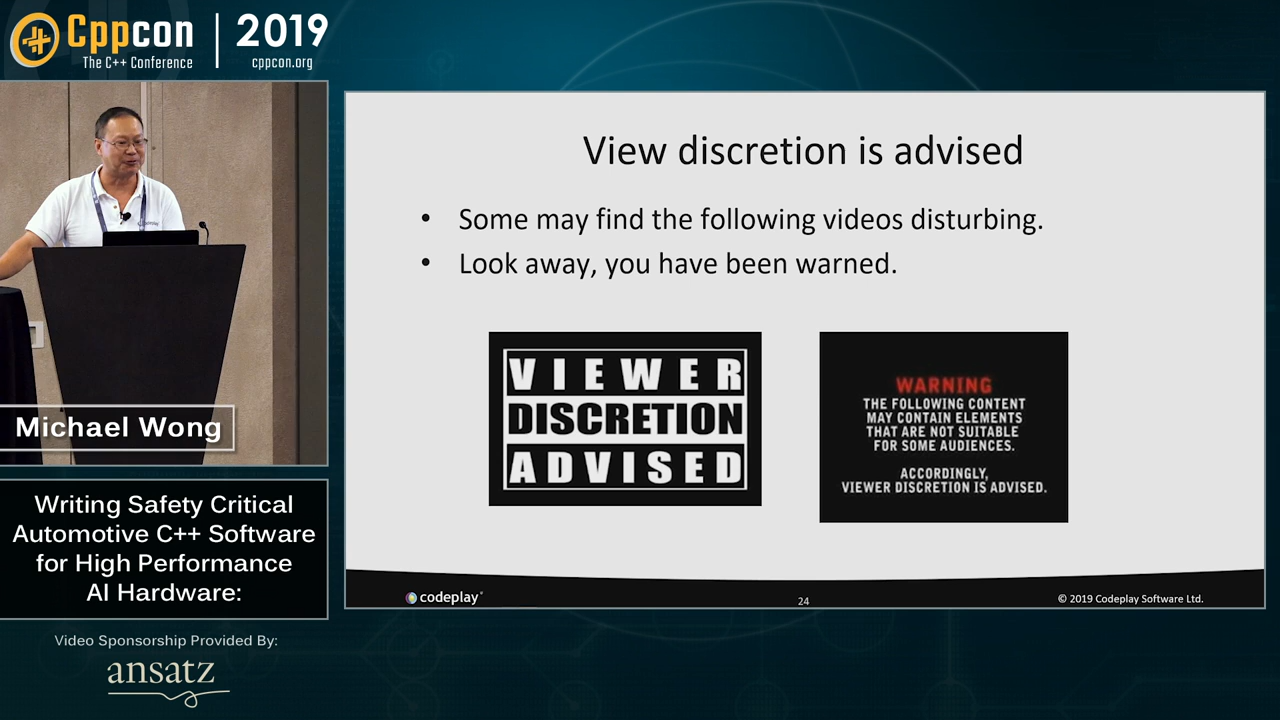 Cppcon | 2019
The C++ Conference cppcon.org
Michael Wong
Writing Safety Critical
Automotive C++ Software
for High Performance
AI Hardware:
Video Sponsorship Provided By:
ansatz
View discretion is advised
• Some may find the following videos disturbing.
• Look away, you have been warned.
VIEWER
DISCRETION
ADVISED
WARNING
THE FOLLOWING CONTENT
MAY CONTAIN ELEMENTS
THAT ARE NOT SUITABLE
FOR SOME AUDIENCES.
ACCORDINGLY,
VIEWER DISCRETION IS ADVISED.
codeplay
24
© 2019 Codeplay Software Ltd.